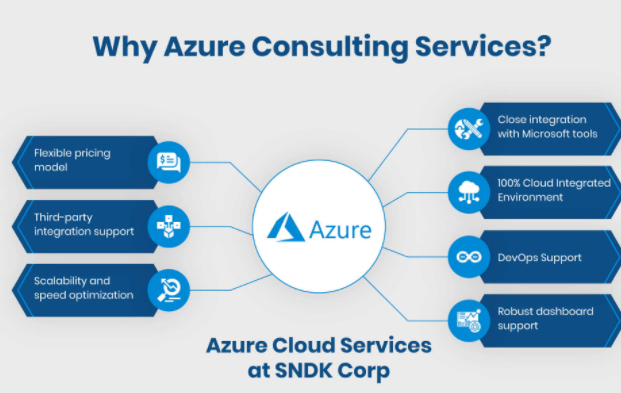 Why Azure Consulting Services?
Flexible pricing
model
Third-party
integration support
Scalability and
speed optimization
Azure
Close integration
with Microsoft tools
100% Cloud Integrated
Environment
DevOps Support
Robust dashboard
support
Azure Cloud Services
at SNDK Corp